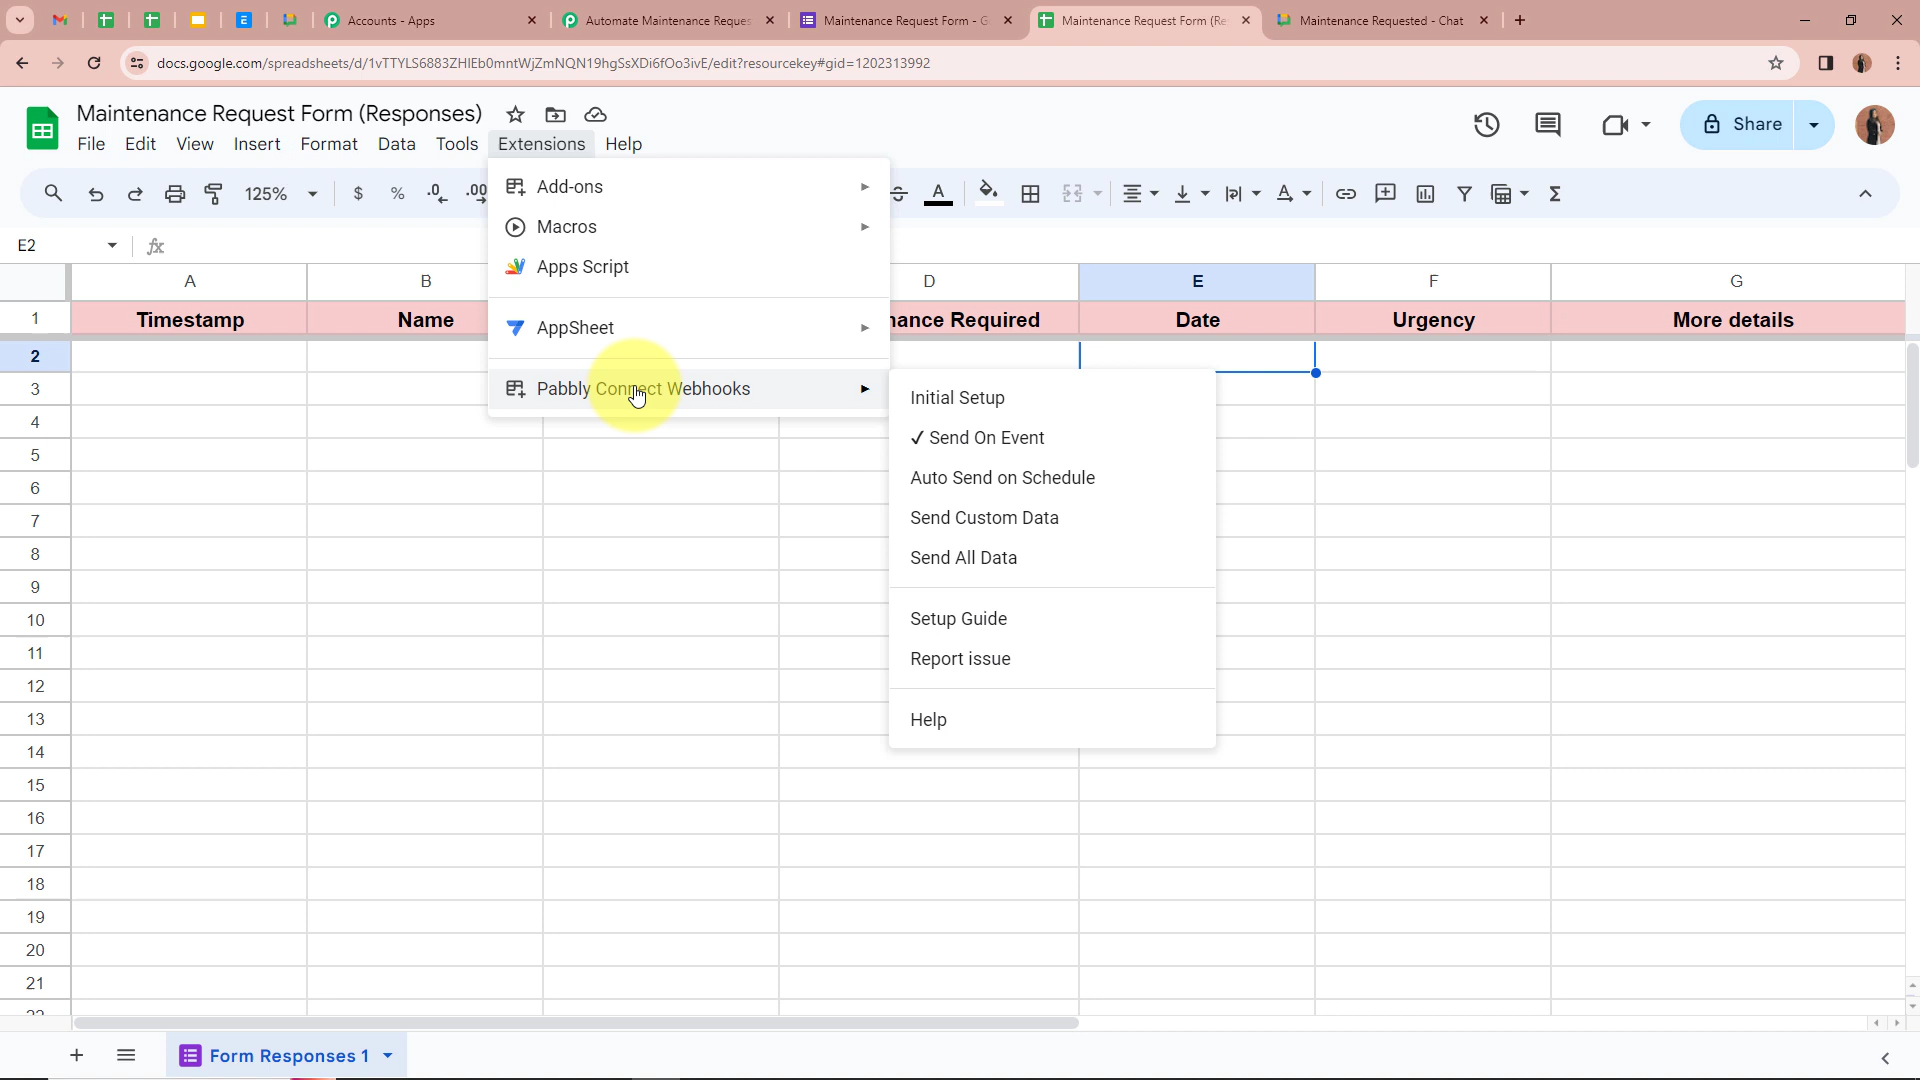 Accounts - Apps
Automate Maintenance Reques
Maintenance Request Form - G
Maintenance Request Form (Re
Maintenance Requested - Chat
docs.google.com/spreadsheets/d/1vTTYLS6883ZHIEb0mntWjZmNQN19hgSsXDi6fOo3ivE/edit?resourcekey#gid=1202313992
Maintenance Request Form (Responses)
File Edit View Insert Format Data Tools Extensions Help
Share
125% $ % .0 .00
E2
fx
Add-ons
Macros
Apps Script
AppSheet
Pabbly Connect Webhooks
Initial Setup
✓ Send On Event
Auto Send on Schedule
Send Custom Data
Send All Data
Setup Guide
Report issue
Help
A B D E F G
1 Timestamp Name nance Required Date Urgency More details
2
3
4
5
6
7
8
9
10
11
12
13
14
15
16
17
18
19
20
21
22
Form Responses 1